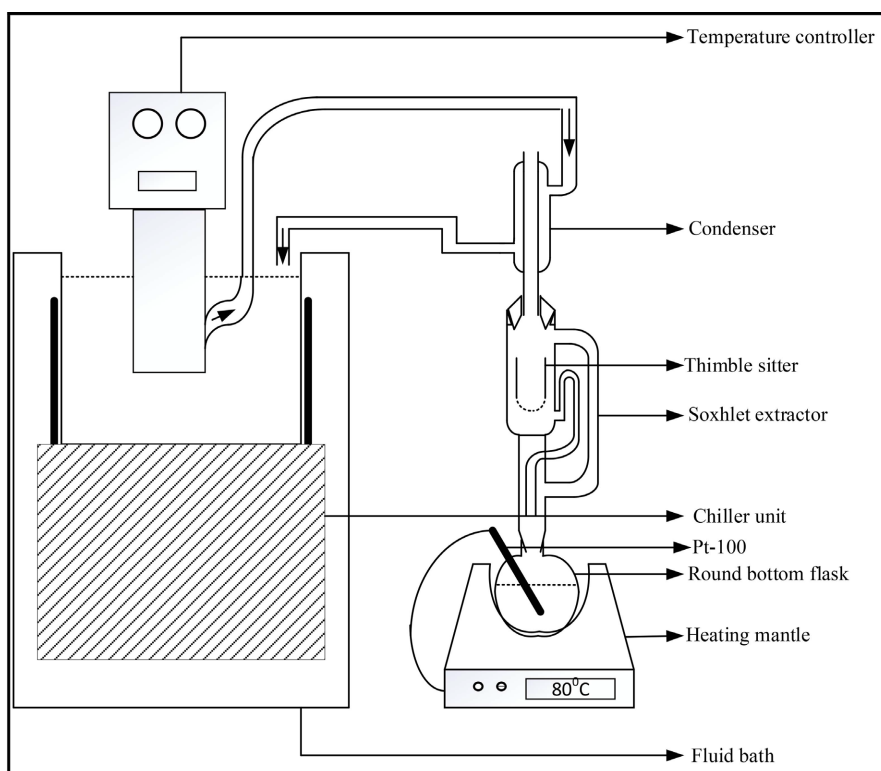 Temperature controller
Condenser
Thimble sitter
Soxhlet extractor
Chiller unit
Pt-100
Round bottom flask
Heating mantle
80⁰C
Fluid bath